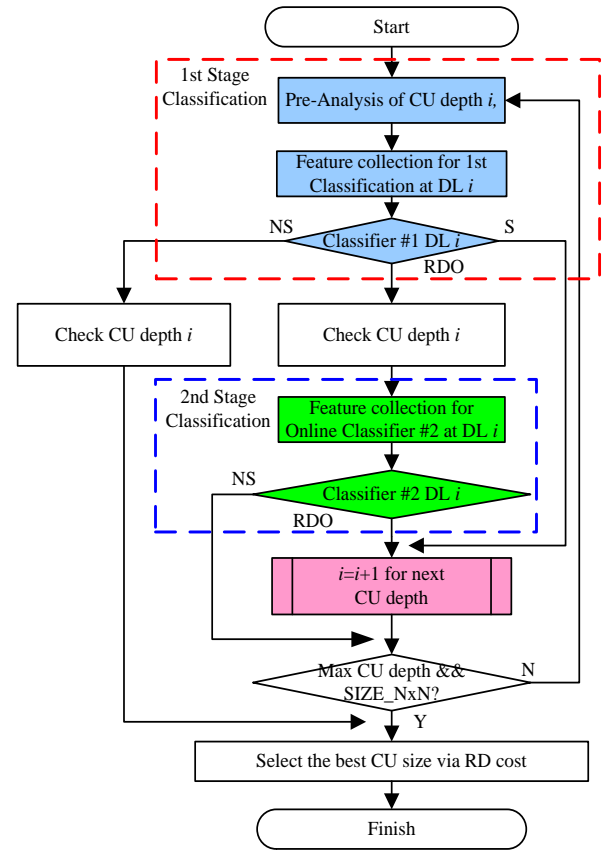 Start
1st Stage
Classification
Pre-Analysis of CU depth i,
Feature collection for 1st
Classification at DL i
NS
Classifier #1 DL i
S
RDO
Check CU depth i
Check CU depth i
2nd Stage
Classification
Feature collection for
Online Classifier #2 at DL i
NS
Classifier #2 DL i
RDO
i=i+1 for next
CU depth
Max CU depth &&
SIZE_NxN?
N
Y
Select the best CU size via RD cost
Finish